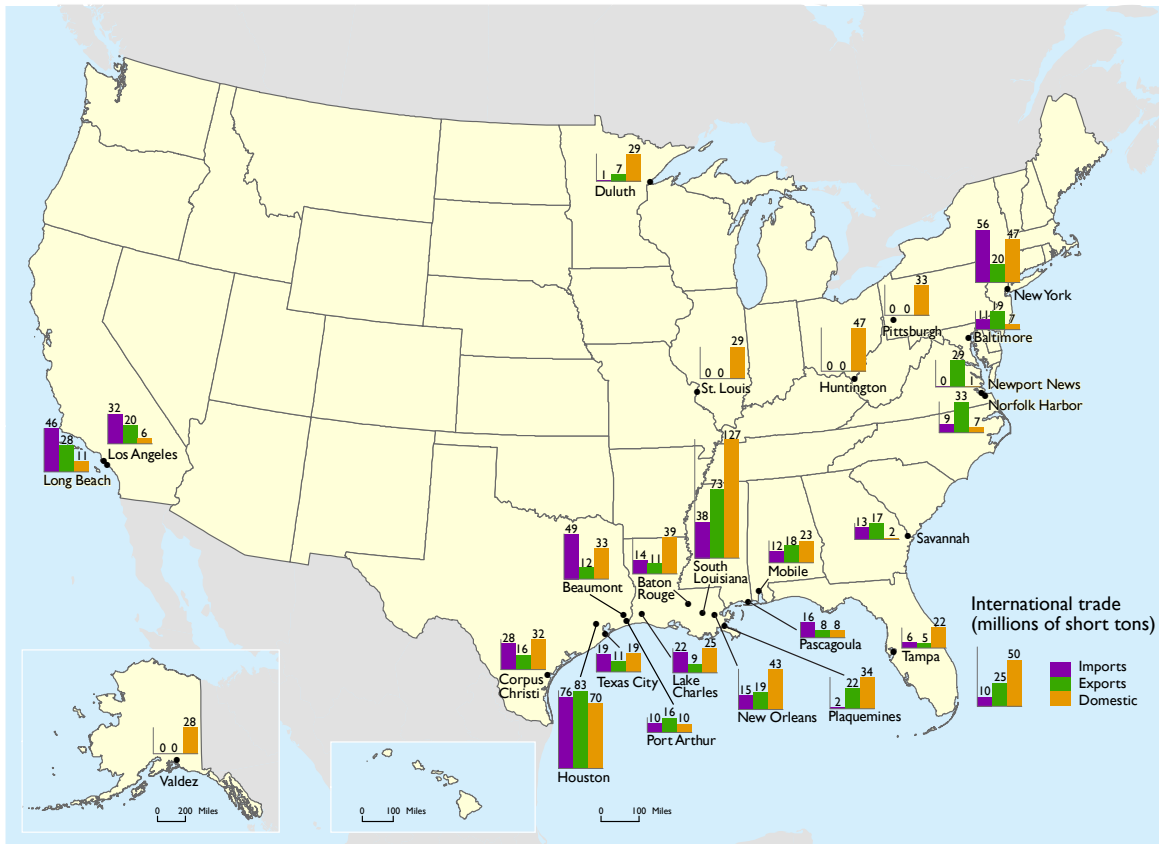 29
1 7
Duluth
56
47
20
New York
33
0 0
Pittsburgh
19
11
7
Baltimore
47
0 0
Huntington
29
0 0
St. Louis
29
0
1
Newport News
Norfolk Harbor
33
9
7
46
28
11
Long Beach
32
20
6
Los Angeles
127
73
38
South
Louisiana
49
33
12
Beaumont
39
14
11
Baton
Rouge
12 18 23
Mobile
13 17
2
Savannah
16
8 8
Pascagoula
22
6 5
Tampa
28
32
16
Corpus
Christi
19
11
19
Texas City
22
25
9
Lake
Charles
43
15 19
New Orleans
34
22
2
Plaquemines
10 16 10
Port Arthur
76 83 70
Houston
28
0 0
Valdez
0 200 Miles
0 100 Miles
0 100 Miles
International trade
(millions of short tons)
50
25
10
Imports
Exports
Domestic